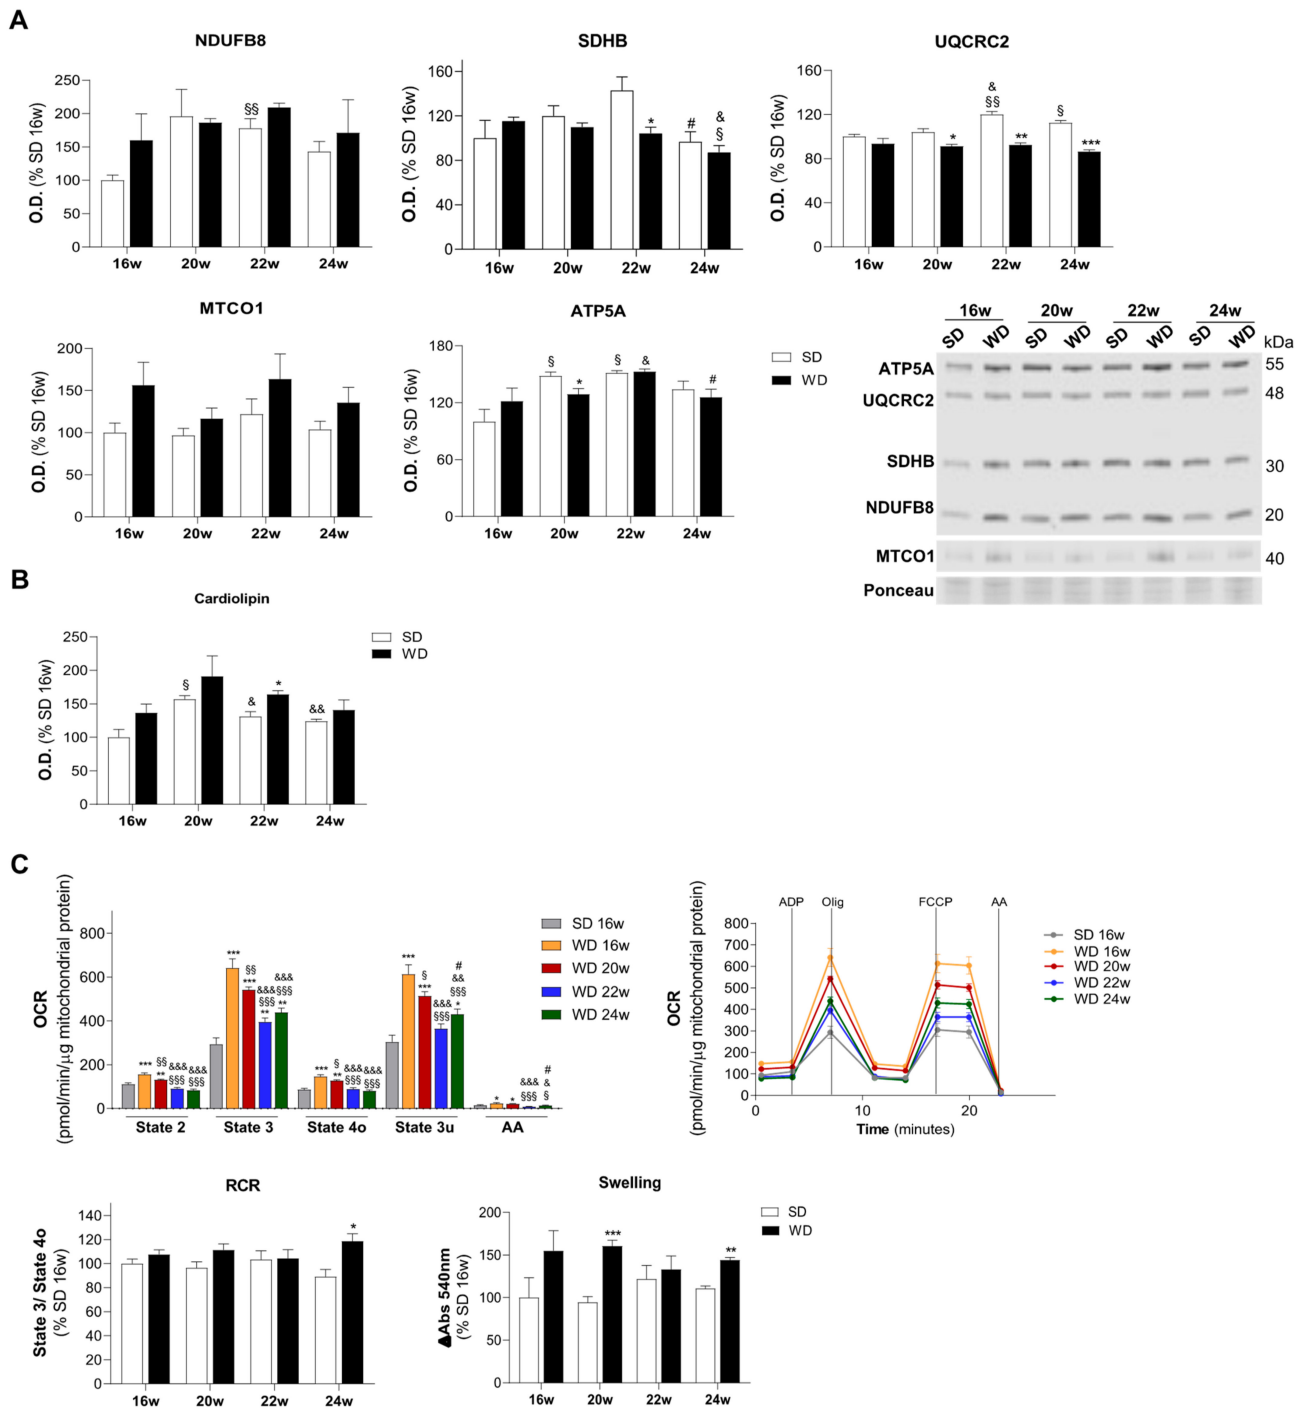 A
NDUFB8
O.D. (% SD 16w)
250
200
150
100
50
0
§§
16w 20w 22w 24w
SDHB
O.D. (% SD 16w)
160
120
80
40
0
*
#
&
§
16w 20w 22w 24w
UQCRC2
O.D. (% SD 16w)
160
120
80
40
0
*
&
§§
**
§
***
16w 20w 22w 24w
MTCO1
O.D. (% SD 16w)
200
150
100
50
0
16w 20w 22w 24w
ATP5A
O.D. (% SD 16w)
180
120
60
0
§
*
§
&
#
16w 20w 22w 24w
SD
WD
16w 20w 22w 24w
SD WD SD WD SD WD SD WD
kDa
ATP5A 55
UQCRC2 48
SDHB 30
NDUFB8 20
MTCO1 40
Ponceau
B
Cardiolipin
O.D. (% SD 16w)
250
200
150
100
50
0
§
&
*
&&
16w 20w 22w 24w
SD
WD
C
OCR
(pmol/min/µg mitochondrial protein)
800
600
400
200
0
***
§§
**
&&&
§§§
&&&
§§§
***
§§
***
&&&
§§§
**
&&&
§§§
**
***
§
**
&&&
§§§
&&&
§§§
***
§
***
&&&
§§§
#
&&
§§§
*
*
*
&&&
§§§
#
&
§
State 2 State 3 State 4o State 3u AA
SD 16w
WD 16w
WD 20w
WD 22w
WD 24w
OCR
(pmol/min/µg mitochondrial protein)
ADP Olig FCCP AA
800
700
600
500
400
300
200
100
0
0 10 20
Time (minutes)
SD 16w
WD 16w
WD 20w
WD 22w
WD 24w
RCR
State 3/ State 4o
(% SD 16w)
140
120
100
80
60
40
20
0
*
16w 20w 22w 24w
Swelling
ΔAbs 540nm
(% SD 16w)
200
150
100
50
0
***
**
16w 20w 22w 24w
SD
WD